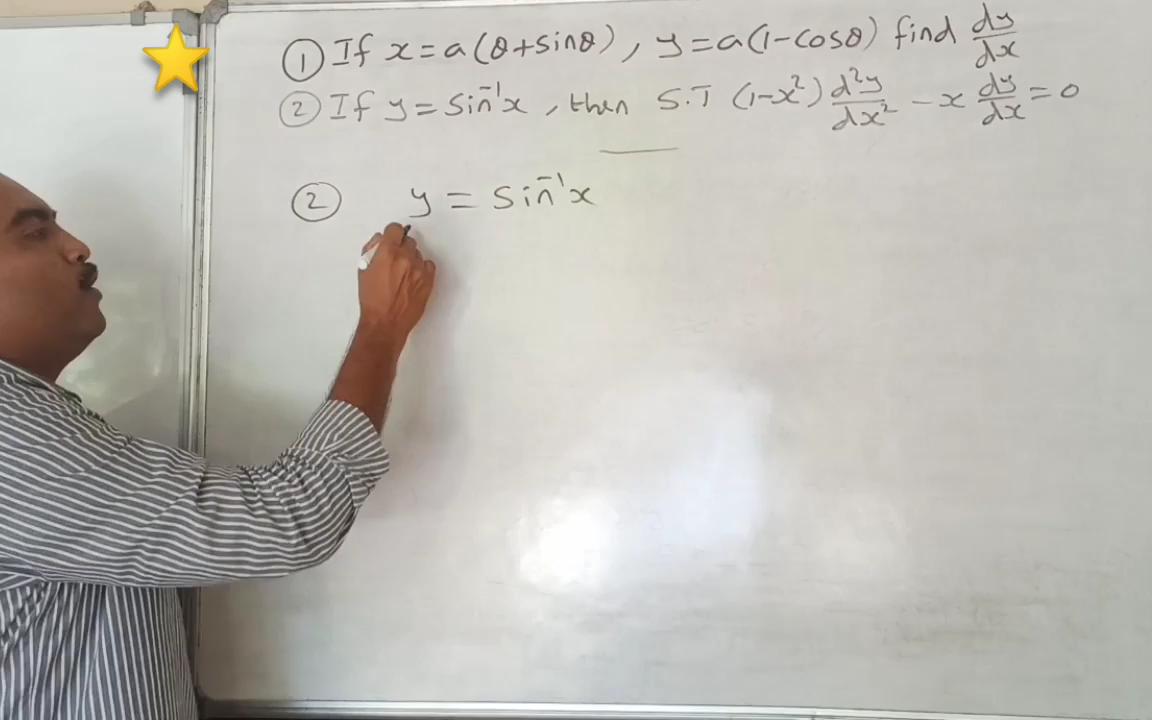 ① If x = a(θ+sinθ), y = a(1-cosθ) find dy/dx
② If y = sin⁻¹x, then S.T (1-x²) d²y/dx² - x dy/dx = 0
② y = sin⁻¹x